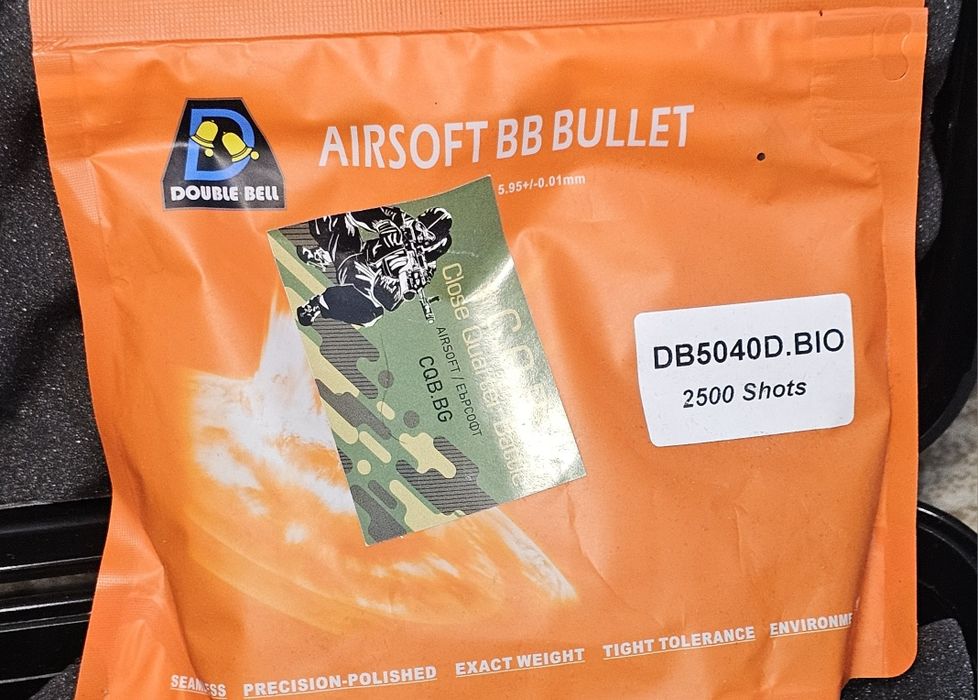 DOUBLE BELL
AIRSOFT BB BULLET
5.95+/-0.01mm
Close Quarter Battle
AIRSOFT / ЕЪРСОФТ
CQB.BG
DB5040D.BIO
2500 Shots
PRECISION-POLISHED EXACT WEIGHT TIGHT TOLERANCE